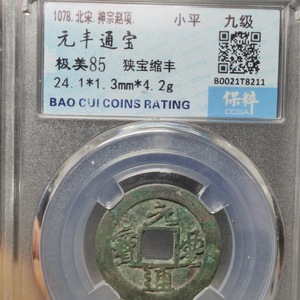 1078.北宋.神宗赵顼.
小平 九级
元丰通宝
极美85 狭宝缩丰
24.1*1.3mm*4.2g
BAO CUI COINS RATING
B0021T8211
保粹
CCGA
元
寶 豐
通